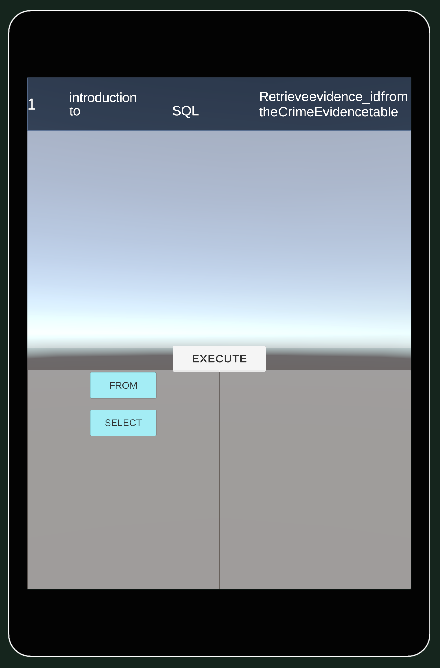 1
introduction
to
SQL
Retrieveevidence_idfrom
theCrimeEvidencetable
EXECUTE
FROM
SELECT